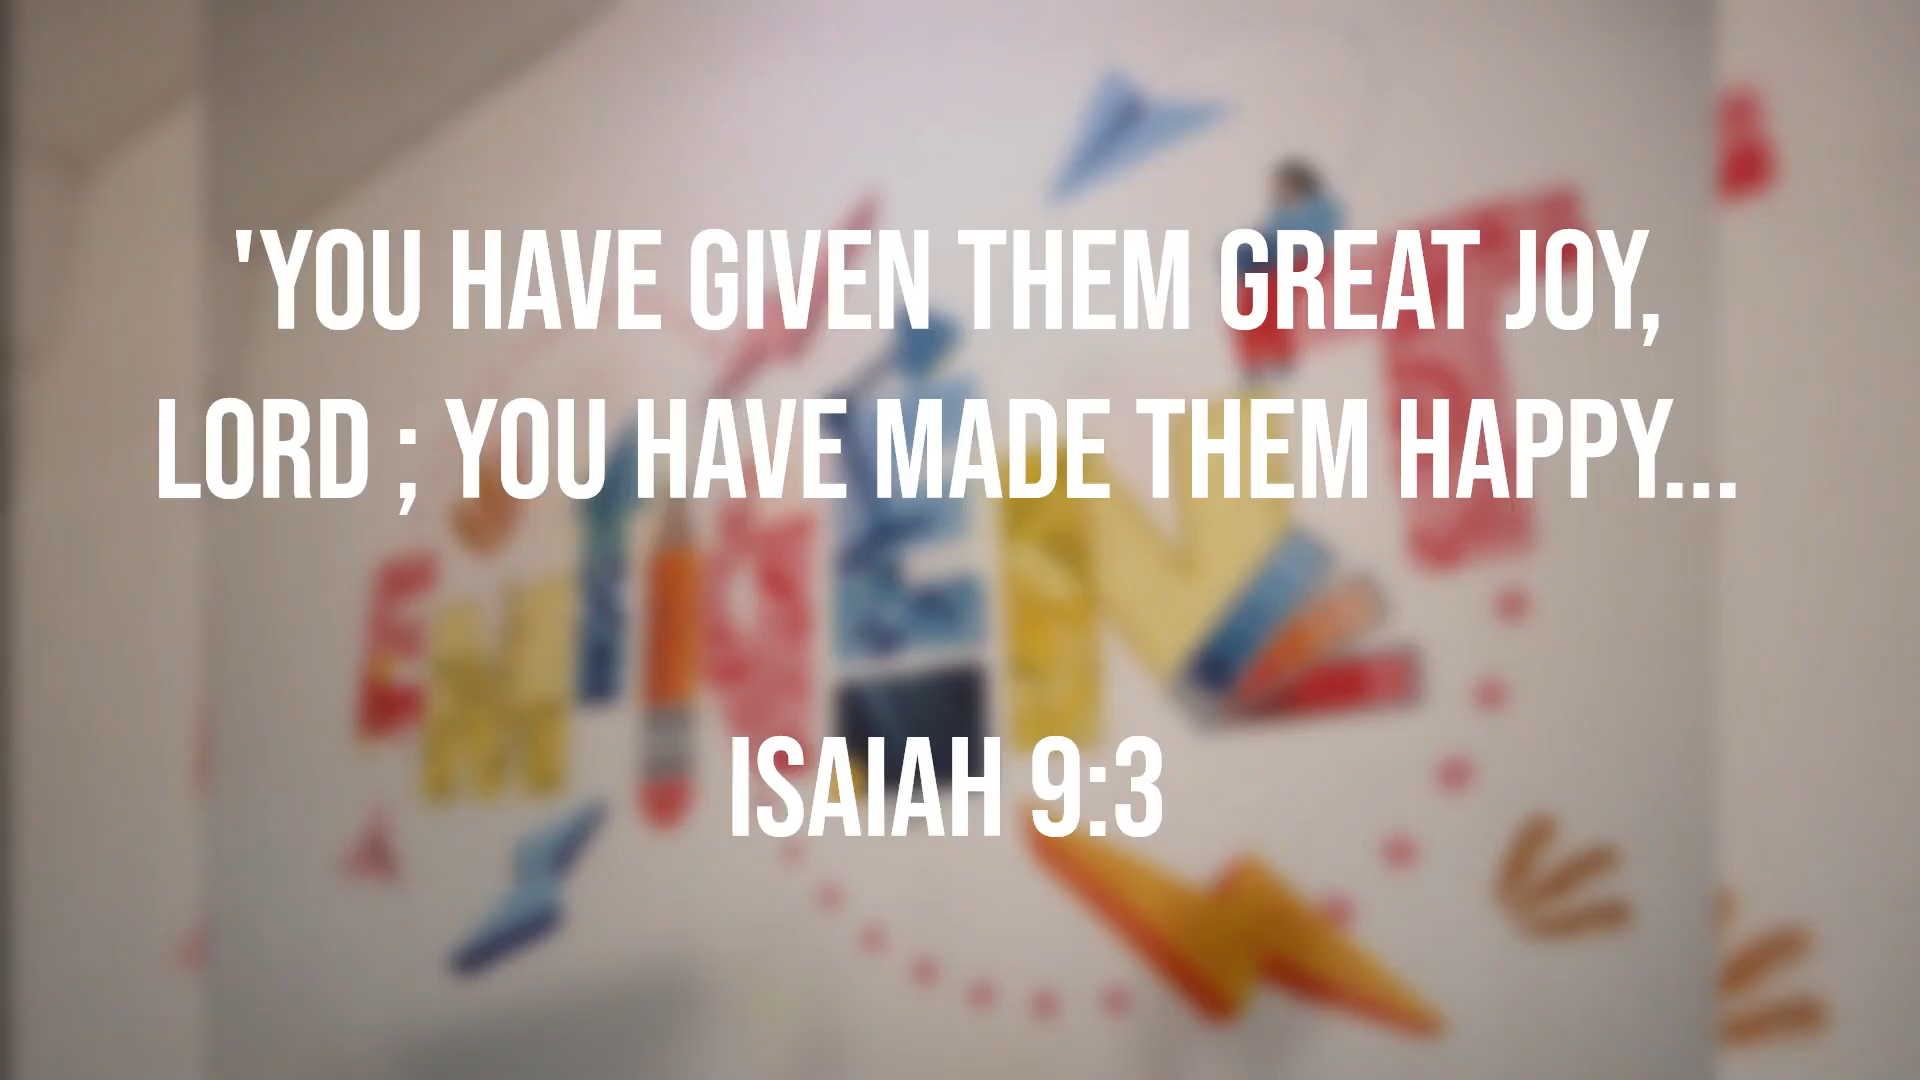 'YOU HAVE GIVEN THEM GREAT JOY,
LORD ; YOU HAVE MADE THEM HAPPY...
ISAIAH 9:3